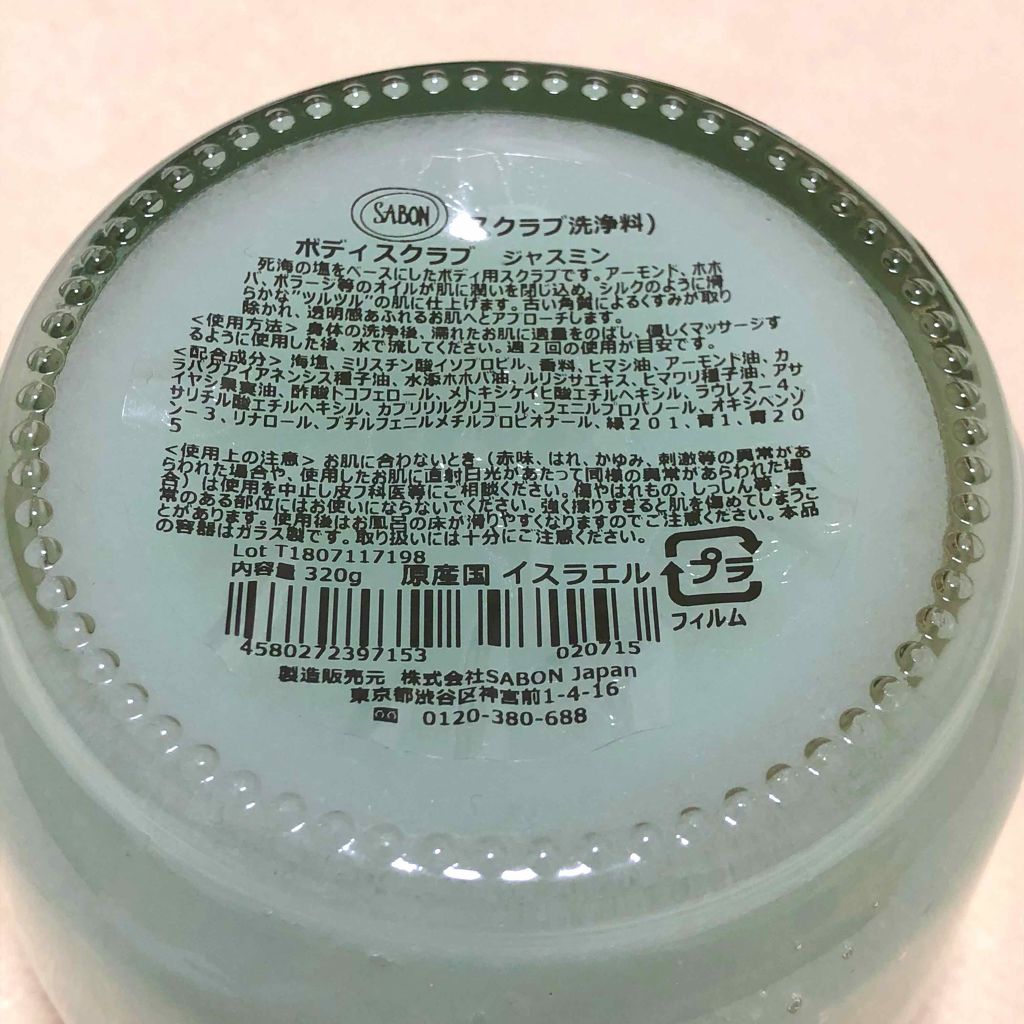 SABON
スクラブ洗浄料)
ボディスクラブ ジャスミン
死海の塩をベースにしたボディ用スクラブです。アーモンド、ホホ
バ、ボラージ等のオイルが肌に潤いを閉じ込め、シルクのように滑
らかな"ツルツル"の肌に仕上げます。古い角質によるくすみが取り
除かれ、透明感あふれるお肌へとアプローチします。
<使用方法> 身体の洗浄後、濡れたお肌に適量をのばし、優しくマッサージす
るように使用した後、水で流してください。週2回の使用が目安です。
<配合成分> 海塩、ミリスチン酸イソプロピル、香料、ヒマシ油、アーモンド油、カ
ラパグアイアネンシス種子油、水添ホホバ油、ルリジサエキス、ヒマワリ種子油、アサ
イヤシ果実油、酢酸トコフェロール、メトキシケイヒ酸エチルヘキシル、ラウレス-4、
サリチル酸エチルヘキシル、カプリリルグリコール、フェニルプロパノール、オキシベンゾ
ン-3、リナロール、ブチルフェニルメチルプロピオナール、緑201、青1、青20
5
<使用上の注意> お肌に合わないとき(赤味、はれ、かゆみ、刺激等の異常があ
らわれた場合や、使用したお肌に直射日光があたって同様の異常があらわれた場
合)は使用を中止し皮フ科医等にご相談ください。傷やはれもの、しっしん等、異
常のある部位にはお使いにならないでください。強く擦りすぎると肌を傷めてしまうこ
とがあります。使用後はお風呂の床が滑りやすくなりますのでご注意ください。本品
の容器はガラス製です。取り扱いには十分にご注意ください。
Lot T1807117198
内容量 320g 原産国 イスラエル
プラ
フィルム
4580272397153 020715
製造販売元 株式会社SABON Japan
東京都渋谷区神宮前1-4-16
0120-380-688